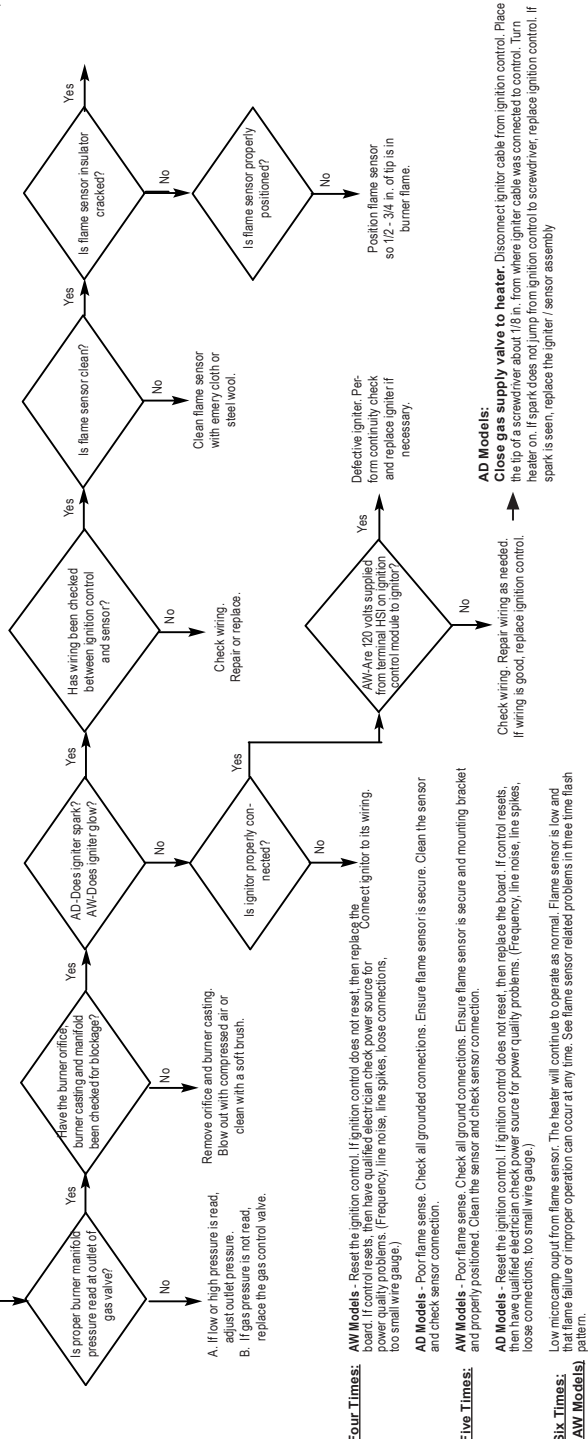 Is proper burner manifold
pressure read at outlet of
gas valve?
Yes
No
A. If low or high pressure is read,
adjust outlet pressure.
B. If gas pressure is not read,
replace the gas control valve.
Have the burner orifice,
burner casting and manifold
been checked for blockage?
Yes
No
Remove orifice and burner casting.
Blow out with compressed air or
clean with a soft brush.
AD-Does igniter spark?
AW-Does igniter glow?
Yes
No
Is ignitor properly con-
nected?
Yes
No
Connect ignitor to its wiring.
Has wiring been checked
between ignition control
and sensor?
Yes
No
Check wiring.
Repair or replace.
Is flame sensor clean?
Yes
No
Clean flame sensor
with emery cloth or
steel wool.
Is flame sensor insulator
cracked?
Yes
No
Is flame sensor properly
positioned?
No
Position flame sensor
so 1/2 - 3/4 in. of tip is in
burner flame.
AW-Are 120 volts supplied
from terminal HSI on ignition
control module to ignitor?
Yes
Defective igniter. Per-
form continuity check
and replace igniter if
necessary.
No
Check wiring. Repair wiring as needed.
If wiring is good, replace ignition control.
AD Models:
Close gas supply valve to heater. Disconnect ignitor cable from ignition control. Place
the tip of a screwdriver about 1/8 in. from where igniter cable was connected to control. Turn
heater on. If spark does not jump from ignition control to screwdriver, replace ignition control. If
spark is seen, replace the igniter / sensor assembly
Four Times:
AW Models - Reset the ignition control. If ignition control does not reset, then replace the
board. If control resets, then have qualified electrician check power source for
power quality problems. (Frequency, line noise, line spikes, loose connections,
too small wire gauge.)
AD Models - Poor flame sense. Check all grounded connections. Ensure flame sensor is secure. Clean the sensor
and check sensor connection.
Five Times:
AW Models - Poor flame sense. Check all ground connections. Ensure flame sensor is secure and mounting bracket
and properly positioned. Clean the sensor and check sensor connection.
AD Models - Reset the ignition control. If ignition control does not reset, then replace the board. If control resets,
then have qualified electrician check power source for power quality problems. (Frequency, line noise, line spikes,
loose connections, too small wire gauge.)
Six Times:
AW Models)
Low microcamp ouput from flame sensor. The heater will continue to operate as normal. Flame sensor is low and
that flame failure or improper operation can occur at any time. See flame sensor related problems in three time flash
pattern.